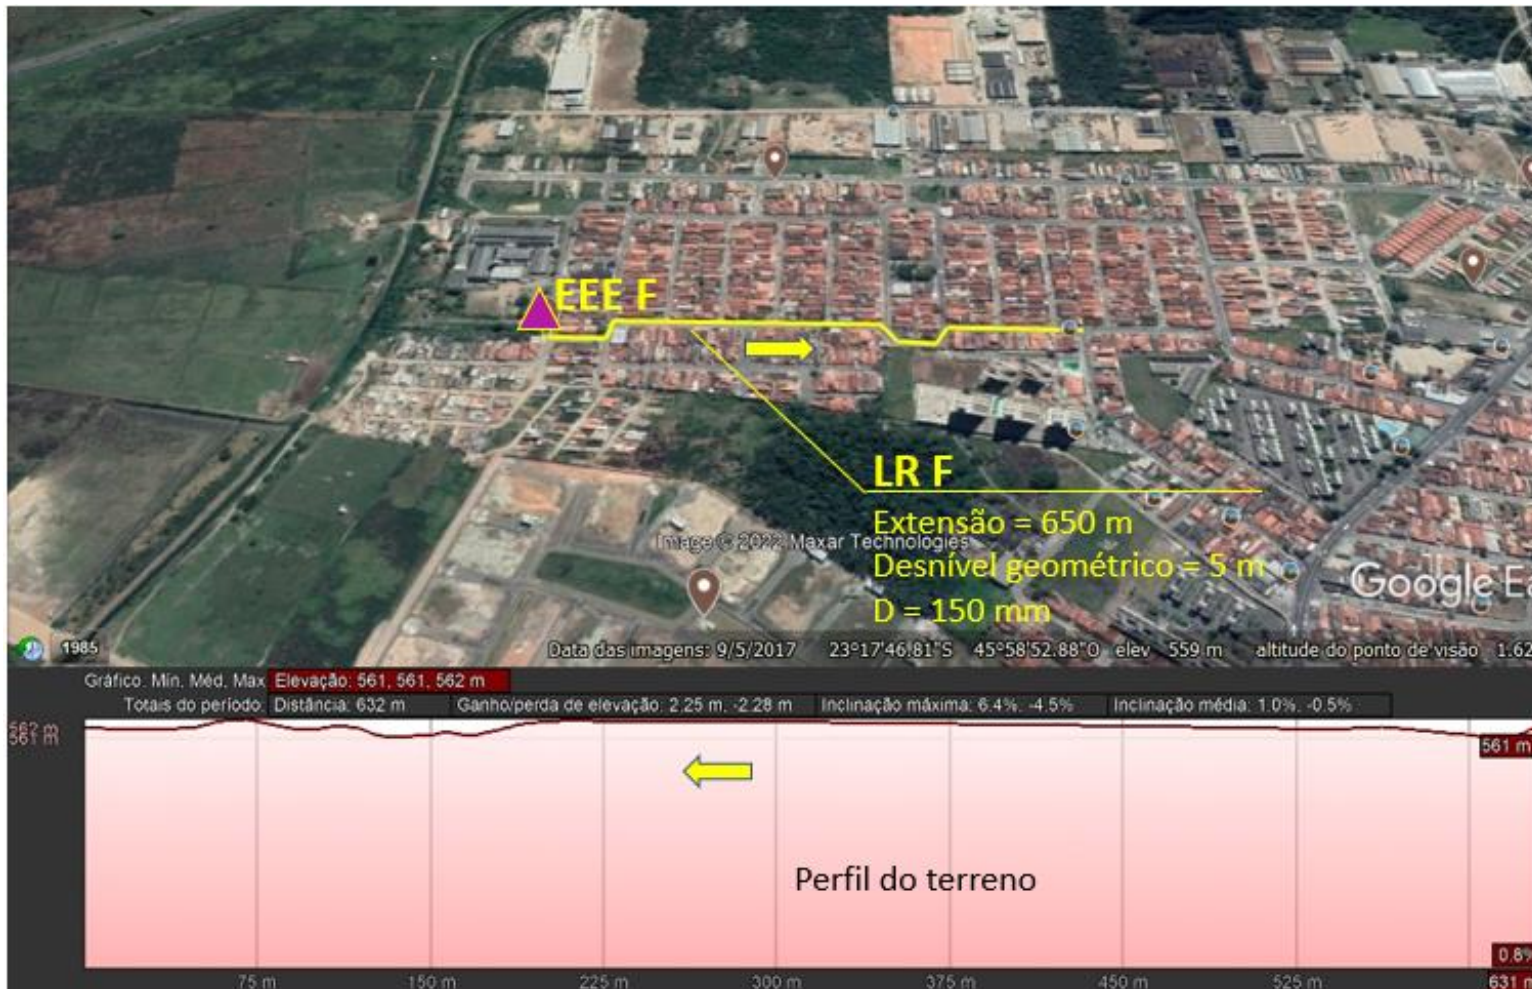 EEE F
LR F
Extensão = 650 m
Desnível geométrico = 5 m
D = 150 mm
Image © 2022 Maxar Technologies
Google Ea
1985
Data das imagens: 9/5/2017 23°17'46.81"S 45°58'52.88"O elev 559 m altitude do ponto de visão 1.62
Gráfico. Mín. Méd, Max Elevação: 561, 561, 562 m
Totais do período: Distância: 632 m Ganho/perda de elevação: 2.25 m, -2.28 m Inclinação máxima: 6.4%, -4.5% Inclinação média: 1.0%, -0.5%
562 m
561 m
561 m
Perfil do terreno
0.8%
75 m 150 m 225 m 300 m 375 m 450 m 525 m 631 m